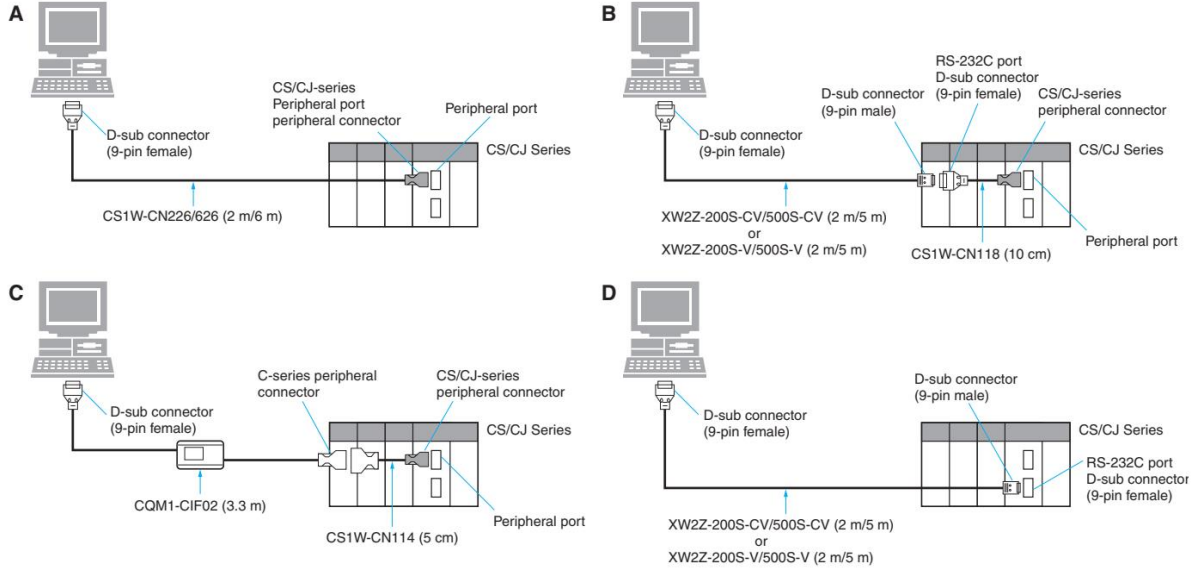 A
CS/CJ-series
Peripheral port
peripheral connector
Peripheral port
D-sub connector
(9-pin female)
CS/CJ Series
CS1W-CN226/626 (2 m/6 m)
B
RS-232C port
D-sub connector
(9-pin female)
D-sub connector
(9-pin male)
CS/CJ-series
peripheral connector
D-sub connector
(9-pin female)
CS/CJ Series
XW2Z-200S-CV/500S-CV (2 m/5 m)
or
XW2Z-200S-V/500S-V (2 m/5 m)
CS1W-CN118 (10 cm)
Peripheral port
C
C-series peripheral
connector
CS/CJ-series
peripheral connector
D-sub connector
(9-pin female)
CS/CJ Series
CQM1-CIF02 (3.3 m)
CS1W-CN114 (5 cm)
Peripheral port
D
D-sub connector
(9-pin male)
D-sub connector
(9-pin female)
CS/CJ Series
RS-232C port
D-sub connector
(9-pin female)
XW2Z-200S-CV/500S-CV (2 m/5 m)
or
XW2Z-200S-V/500S-V (2 m/5 m)